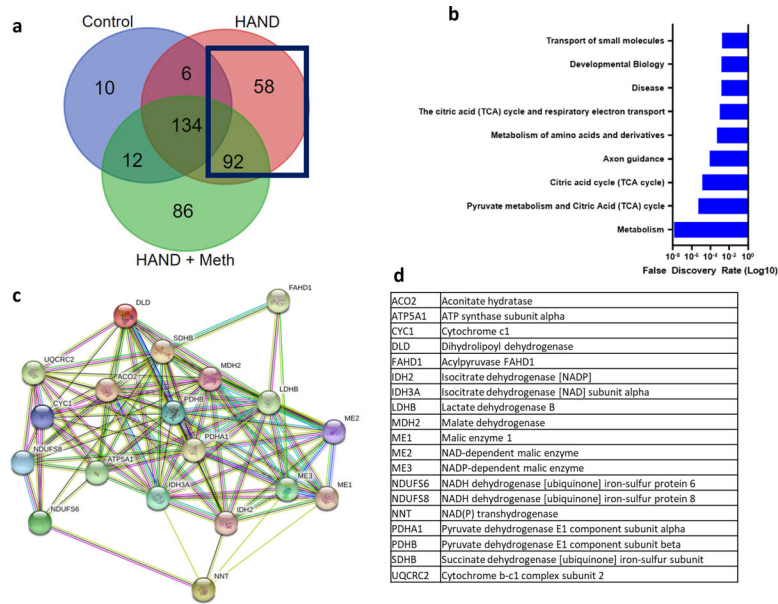 a
Control
HAND
10
6
58
134
12
92
86
HAND + Meth
b
Transport of small molecules
Developmental Biology
Disease
The citric acid (TCA) cycle and respiratory electron transport
Metabolism of amino acids and derivatives
Axon guidance
Citric acid cycle (TCA cycle)
Pyruvate metabolism and Citric Acid (TCA) cycle
Metabolism
10⁻⁸ 10⁻⁶ 10⁻⁴ 10⁻² 10⁰
False Discovery Rate (Log10)
c
FAHD1
DLD
SDHB
UQCRC2
MDH2
ACO2
LDHB
PDHB
CYC1
ME2
PDHA1
NDUFS8
ATP5A1
ME3
IDH3A
ME1
NDUFS6
IDH2
NNT
d
ACO2 Aconitate hydratase
ATP5A1 ATP synthase subunit alpha
CYC1 Cytochrome c1
DLD Dihydrolipoyl dehydrogenase
FAHD1 Acylpyruvase FAHD1
IDH2 Isocitrate dehydrogenase [NADP]
IDH3A Isocitrate dehydrogenase [NAD] subunit alpha
LDHB Lactate dehydrogenase B
MDH2 Malate dehydrogenase
ME1 Malic enzyme 1
ME2 NAD-dependent malic enzyme
ME3 NADP-dependent malic enzyme
NDUFS6 NADH dehydrogenase [ubiquinone] iron-sulfur protein 6
NDUFS8 NADH dehydrogenase [ubiquinone] iron-sulfur protein 8
NNT NAD(P) transhydrogenase
PDHA1 Pyruvate dehydrogenase E1 component subunit alpha
PDHB Pyruvate dehydrogenase E1 component subunit beta
SDHB Succinate dehydrogenase [ubiquinone] iron-sulfur subunit
UQCRC2 Cytochrome b-c1 complex subunit 2